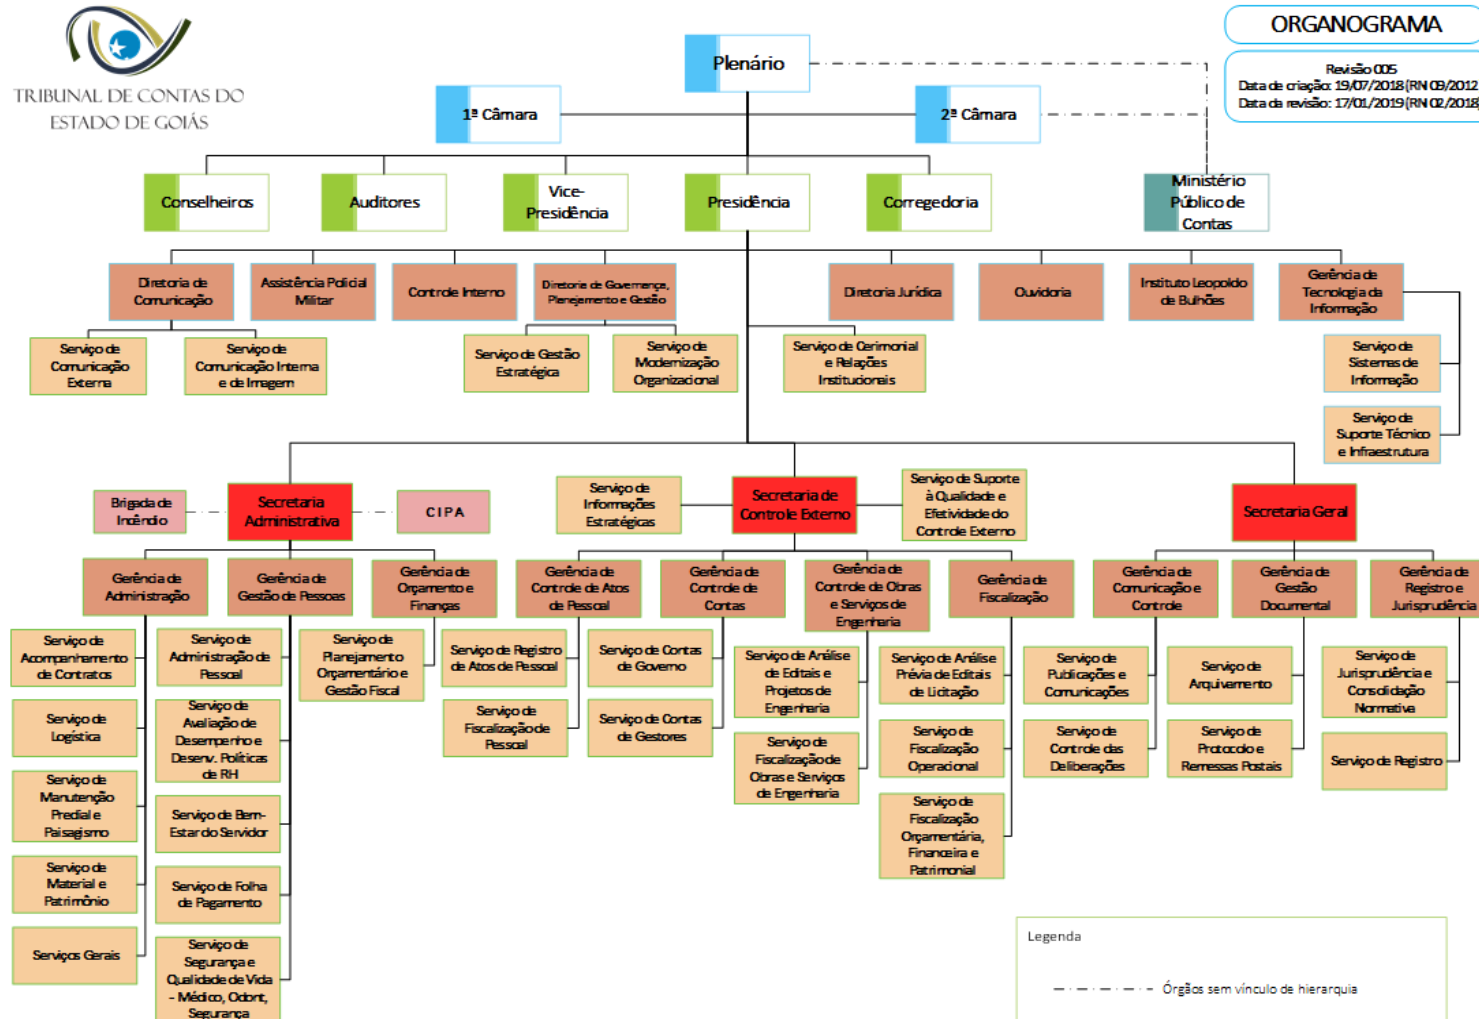 TRIBUNAL DE CONTAS DO
ESTADO DE GOIÁS
ORGANOGRAMA
Revisão 005
Data de criação: 19/07/2018 (RN 09/2012
Data da revisão: 17/01/2019 (RN 02/2018)
Plenário
1ª Câmara
2ª Câmara
Conselheiros
Auditores
Vice-
Presidência
Presidência
Corregedoria
Ministério
Público de
Contas
Diretoria de
Comunicação
Assistência Policial
Militar
Controle Interno
Diretoria de Governança,
Planejamento e Gestão
Diretoria Jurídica
Ouvidoria
Instituto Leopoldo
de Bulhões
Gerência de
Tecnologia da
Informação
Serviço de
Comunicação
Externa
Serviço de
Comunicação Interna
e de Imagem
Serviço de Gestão
Estratégica
Serviço de
Modernização
Organizacional
Serviço de Cerimonial
e Relações
Institucionais
Serviço de
Sistemas de
Informação
Serviço de
Suporte Técnico
e Infraestrutura
Brigada de
Incêndio
Secretaria
Administrativa
CIPA
Serviço de
Informações
Estratégicas
Secretaria de
Controle Externo
Serviço de Suporte
à Qualidade e
Efetividade do
Controle Externo
Secretaria Geral
Gerência de
Administração
Gerência de
Gestão de Pessoas
Gerência de
Orçamento e
Finanças
Gerência de
Controle de Atos
de Pessoal
Gerência de
Controle de
Contas
Gerência de
Controle de Obras
e Serviços de
Engenharia
Gerência de
Fiscalização
Gerência de
Comunicação e
Controle
Gerência de
Gestão
Documental
Gerência de
Registro e
Jurisprudência
Serviço de
Acompanhamento
de Contratos
Serviço de
Administração de
Pessoal
Serviço de
Planejamento
Orçamentário e
Gestão Fiscal
Serviço de Registro
de Atos de Pessoal
Serviço de Contas
de Governo
Serviço de Análise
de Editais e
Projetos de
Engenharia
Serviço de Análise
Prévia de Editais
de Licitação
Serviço de
Publicações e
Comunicações
Serviço de
Arquivamento
Serviço de
Jurisprudência e
Consolidação
Normativa
Serviço de
Logística
Serviço de
Avaliação de
Desempenho e
Desenv. Políticas
de RH
Serviço de
Fiscalização de
Pessoal
Serviço de Contas
de Gestores
Serviço de
Fiscalização de
Obras e Serviços
de Engenharia
Serviço de
Fiscalização
Operacional
Serviço de
Controle das
Deliberações
Serviço de
Protocolo e
Remessas Postais
Serviço de Registro
Serviço de
Manutenção
Predial e
Paisagismo
Serviço de Bem-
Estar do Servidor
Serviço de
Fiscalização
Orçamentária,
Financeira e
Patrimonial
Serviço de
Material e
Patrimônio
Serviço de Folha
de Pagamento
Serviços Gerais
Serviço de
Segurança e
Qualidade de Vida
- Médico, Odont,
Segurança
Legenda
Órgãos sem vínculo de hierarquia